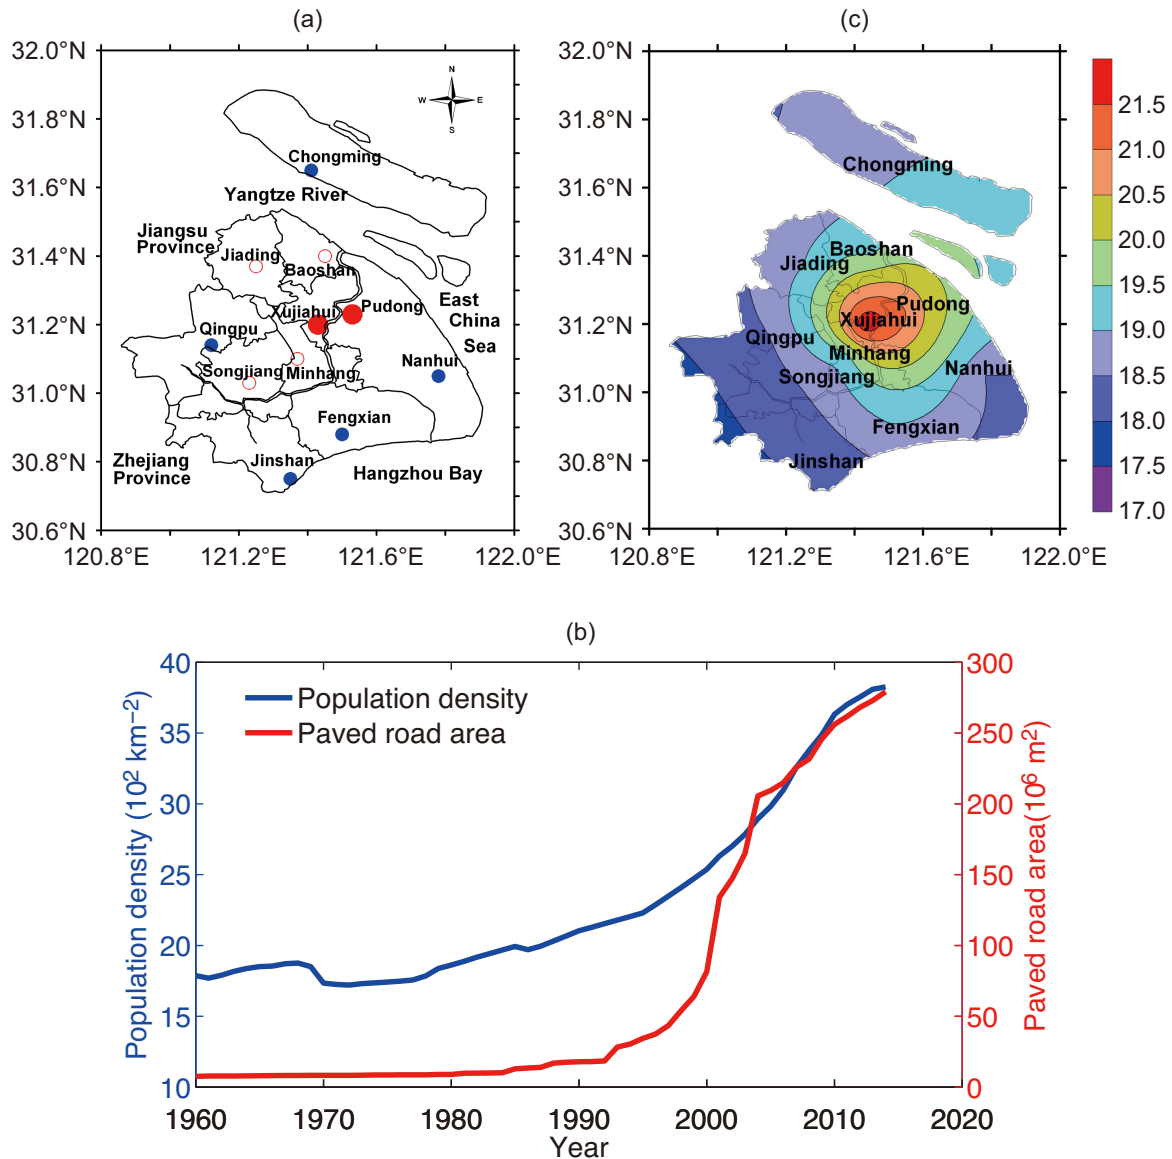 (a)
32.0°N
31.8°N
31.6°N
31.4°N
31.2°N
31.0°N
30.8°N
30.6°N
120.8°E
121.2°E
121.6°E
122.0°E
N
W
E
S
Chongming
Yangtze River
Jiangsu
Province
Jiading
Baoshan
Xujiahui
Pudong
East
China
Sea
Qingpu
Songjiang
Minhang
Nanhui
Fengxian
Zhejiang
Province
Jinshan
Hangzhou Bay
(c)
32.0°N
31.8°N
31.6°N
31.4°N
31.2°N
31.0°N
30.8°N
30.6°N
120.8°E
121.2°E
121.6°E
122.0°E
Chongming
Baoshan
Jiading
Pudong
Xujiahui
Qingpu
Minhang
Songjiang
Nanhui
Fengxian
Jinshan
21.5
21.0
20.5
20.0
19.5
19.0
18.5
18.0
17.5
17.0
(b)
Population density
Paved road area
Population density (10² km⁻²)
40
35
30
25
20
15
10
300
250
200
150
100
50
0
Paved road area(10⁶ m²)
1960
1970
1980
1990
2000
2010
2020
Year